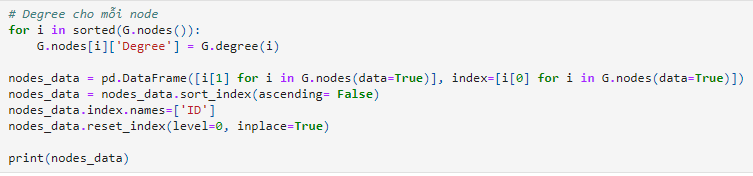 # Degree cho mỗi node
for i in sorted(G.nodes()):
    G.nodes[i]['Degree'] = G.degree(i)

nodes_data = pd.DataFrame([i[1] for i in G.nodes(data=True)], index=[i[0] for i in G.nodes(data=True)])
nodes_data = nodes_data.sort_index(ascending= False)
nodes_data.index.names=['ID']
nodes_data.reset_index(level=0, inplace=True)

print(nodes_data)